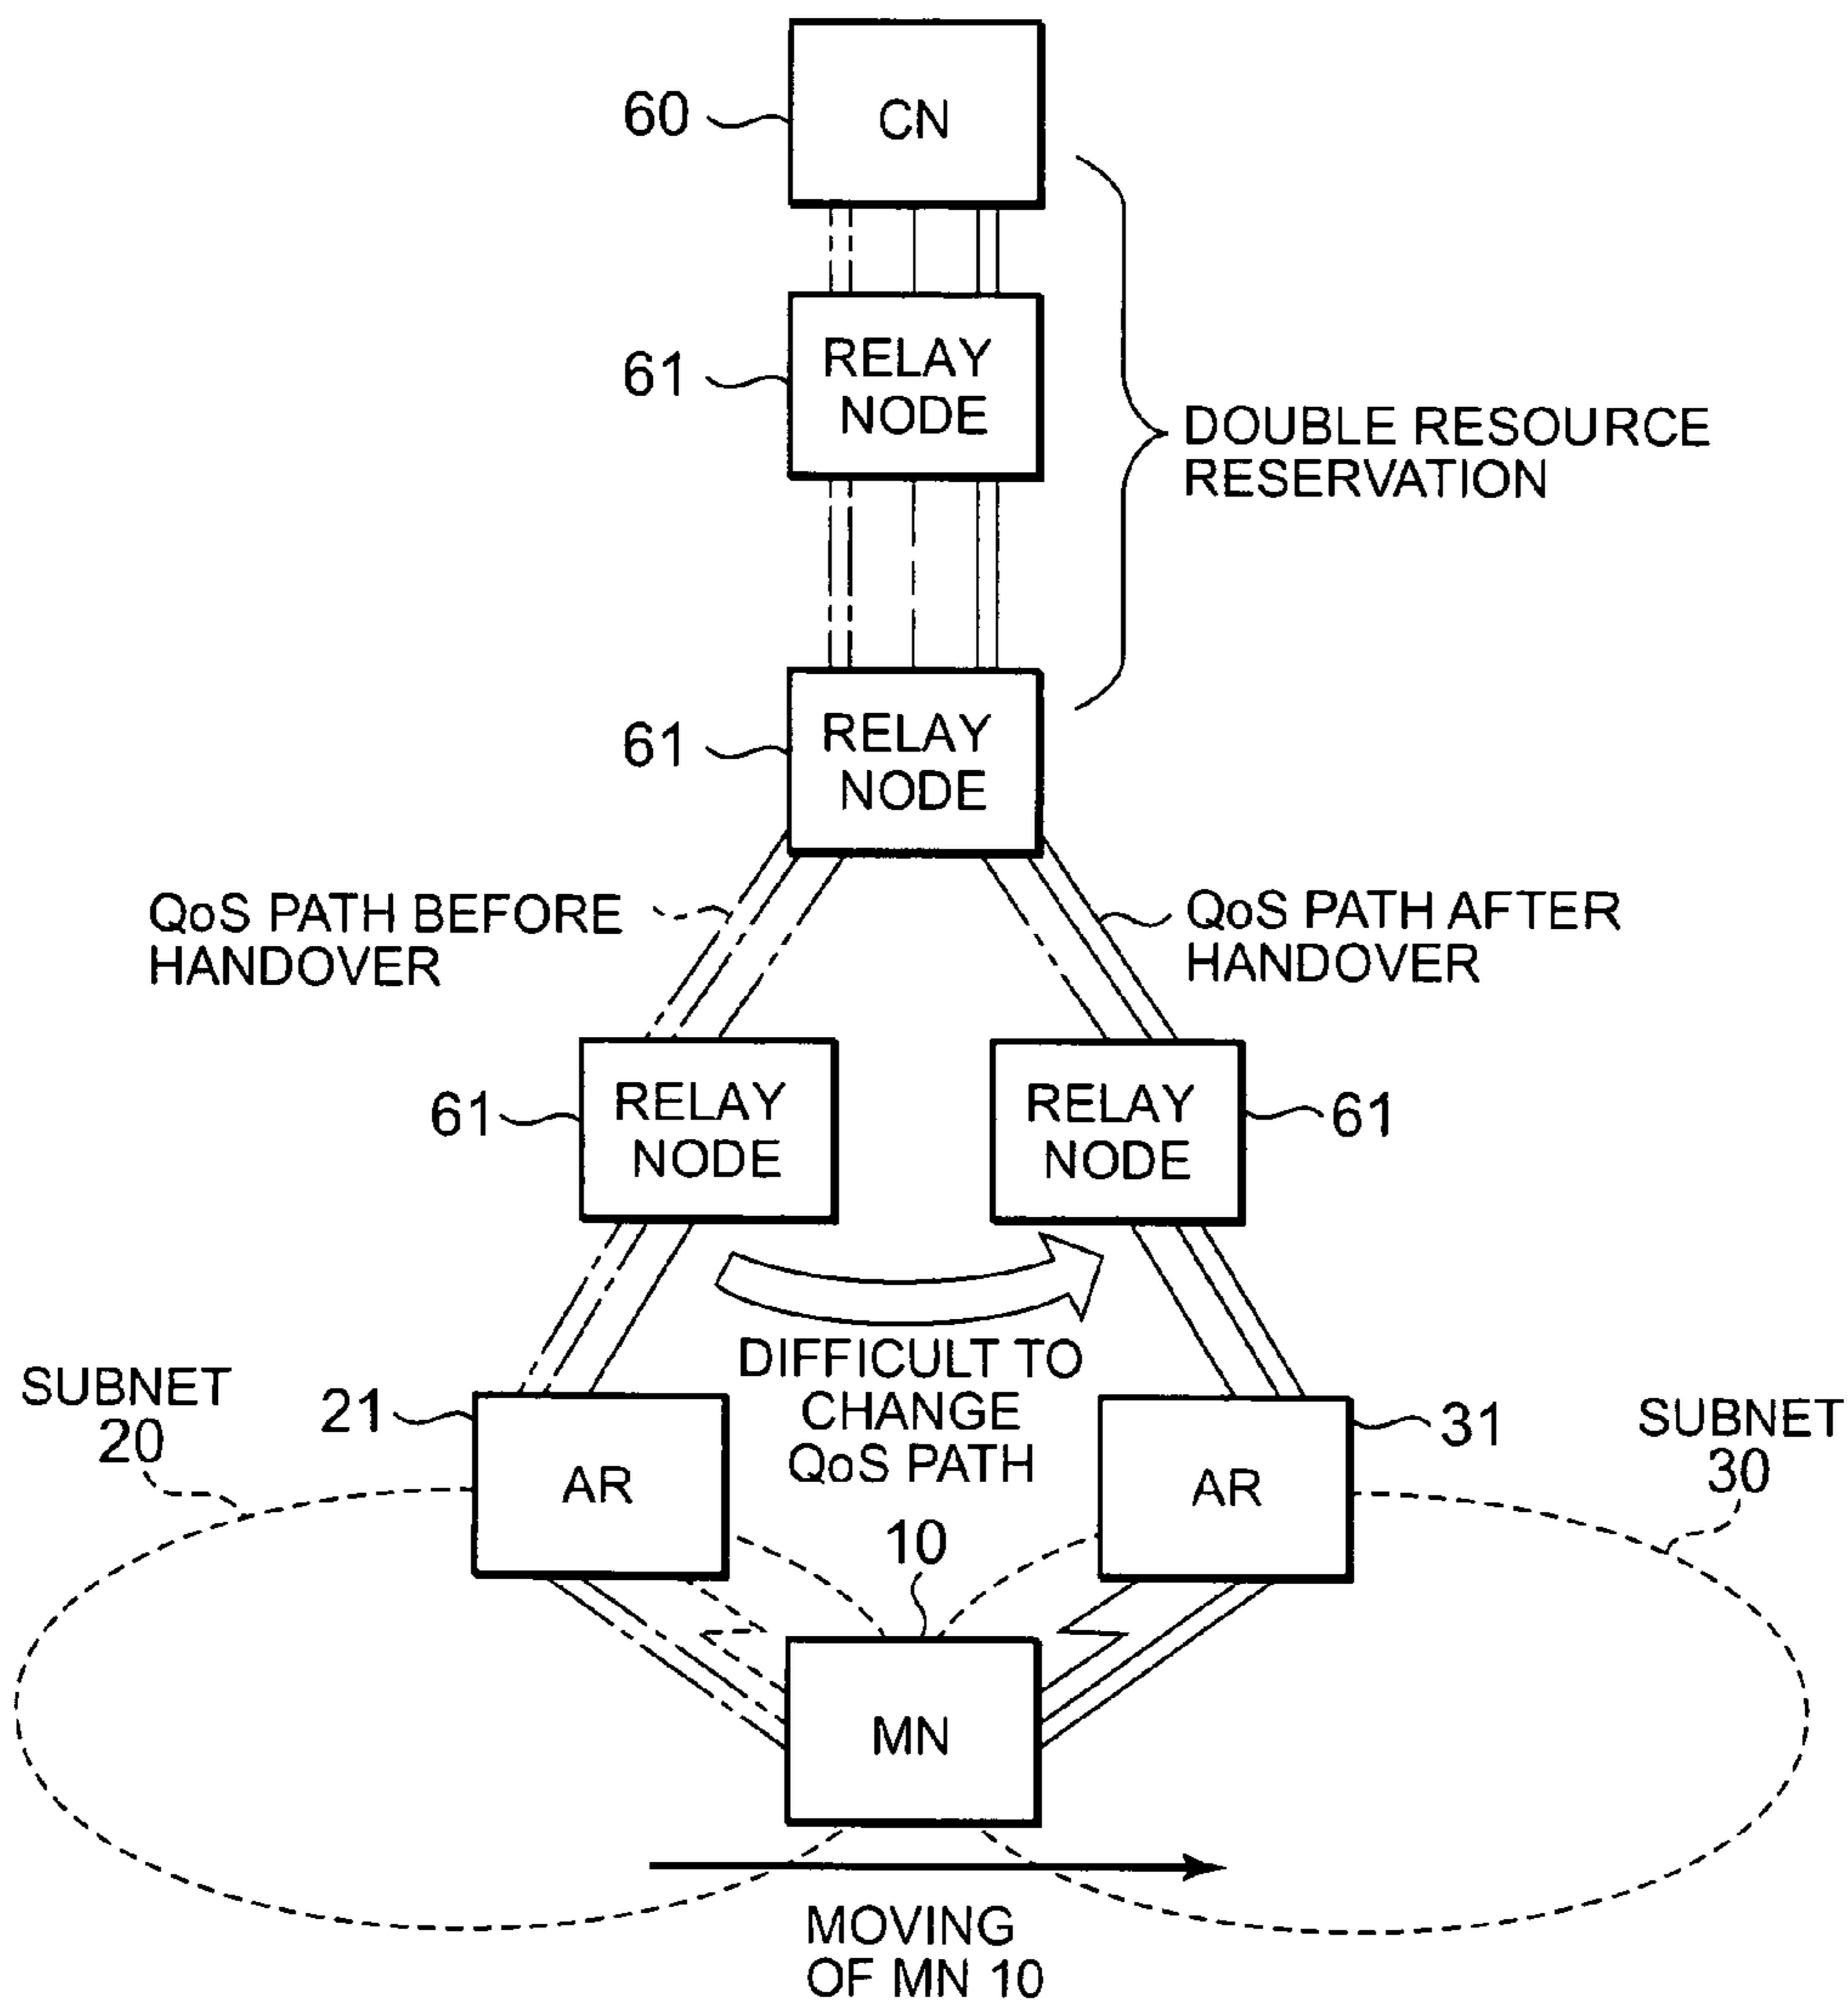 60
CN
61
RELAY
NODE
DOUBLE RESOURCE
RESERVATION
61
RELAY
NODE
QoS PATH BEFORE
HANDOVER
QoS PATH AFTER
HANDOVER
61
RELAY
NODE
RELAY
NODE
61
SUBNET
20
21
AR
DIFFICULT TO
CHANGE
QoS PATH
AR
31
SUBNET
30
10
MN
MOVING
OF MN 10